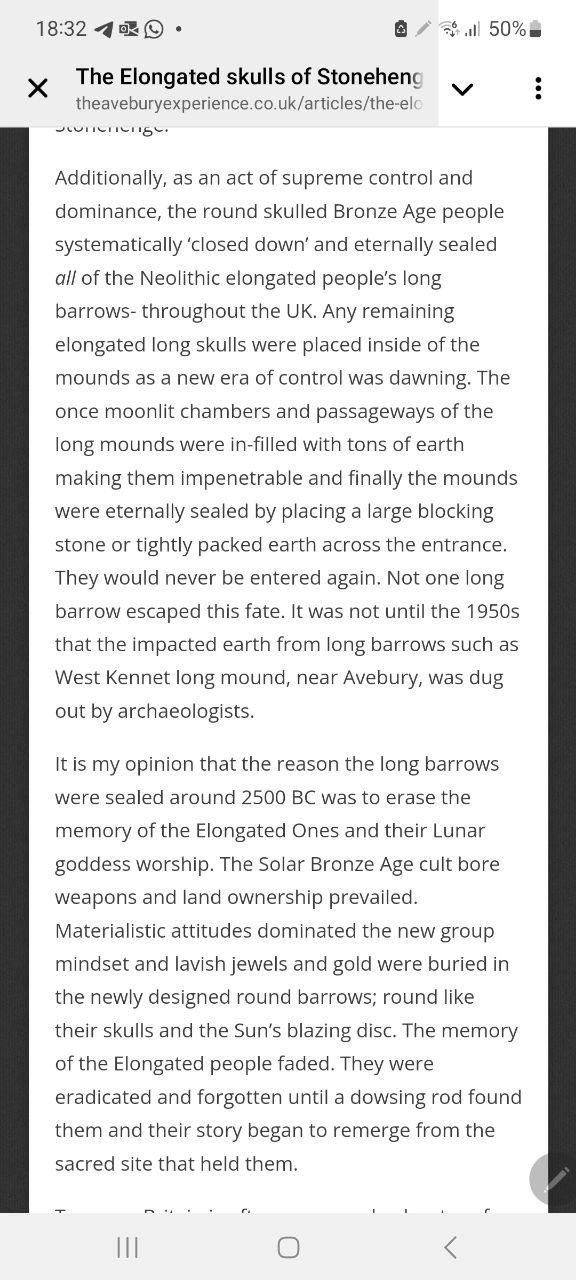 18:32 50%
The Elongated skulls of Stoneheng
theaveburyexperience.co.uk/articles/the-elo
Stonehenge.
Additionally, as an act of supreme control and
dominance, the round skulled Bronze Age people
systematically ‘closed down’ and eternally sealed
all of the Neolithic elongated people’s long
barrows- throughout the UK. Any remaining
elongated long skulls were placed inside of the
mounds as a new era of control was dawning. The
once moonlit chambers and passageways of the
long mounds were in-filled with tons of earth
making them impenetrable and finally the mounds
were eternally sealed by placing a large blocking
stone or tightly packed earth across the entrance.
They would never be entered again. Not one long
barrow escaped this fate. It was not until the 1950s
that the impacted earth from long barrows such as
West Kennet long mound, near Avebury, was dug
out by archaeologists.
It is my opinion that the reason the long barrows
were sealed around 2500 BC was to erase the
memory of the Elongated Ones and their Lunar
goddess worship. The Solar Bronze Age cult bore
weapons and land ownership prevailed.
Materialistic attitudes dominated the new group
mindset and lavish jewels and gold were buried in
the newly designed round barrows; round like
their skulls and the Sun’s blazing disc. The memory
of the Elongated people faded. They were
eradicated and forgotten until a dowsing rod found
them and their story began to remerge from the
sacred site that held them.